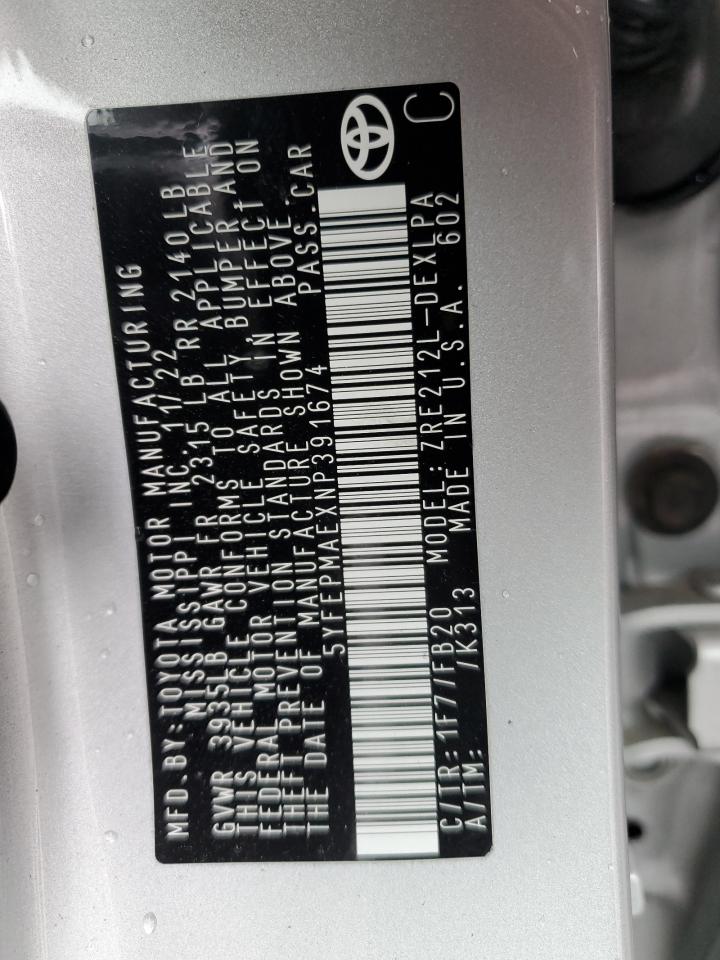 MFD.BY:TOYOTA MOTOR MANUFACTURING
MISSISSIPPI INC. 11/22
GVWR 3935LB GAWR FR 2315 LB RR 2140LB
THIS VEHICLE CONFORMS TO ALL APPLICABLE
FEDERAL MOTOR VEHICLE SAFETY, BUMPER AND
THEFT PREVENTION STANDARDS IN EFFECT ON
THE DATE OF MANUFACTURE SHOWN ABOVE.
5YFEPMAEXNP391674 PASS.CAR
C/TR: 1F7/FB20 MODEL: ZRE212L-DEXLPA
A/TM: /K313 MADE IN U.S.A. 602
C